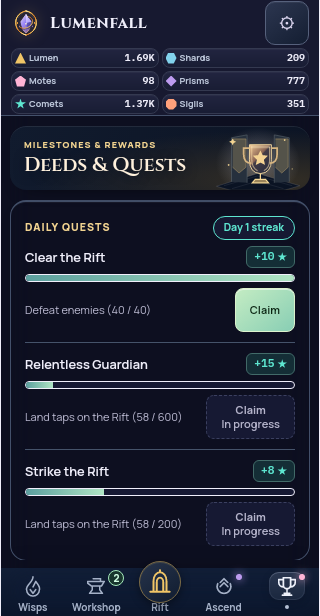 LUMENFALL
Lumen 1.69K
Shards 209
Motes 98
Prisms 777
Comets 1.37K
Sigils 351
MILESTONES & REWARDS
DEEDS & QUESTS
DAILY QUESTS
Day 1 streak
Clear the Rift
+10 ★
Defeat enemies (40 / 40)
Claim
Relentless Guardian
+15 ★
Land taps on the Rift (58 / 600)
Claim
In progress
Strike the Rift
+8 ★
Land taps on the Rift (58 / 200)
Claim
In progress
2
Wisps
Workshop
Rift
Ascend